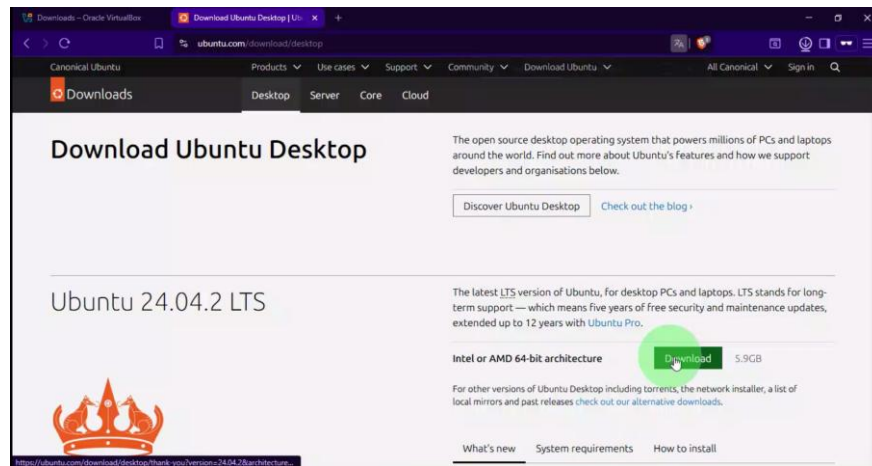 Downloads – Oracle VirtualBox
Download Ubuntu Desktop | Ub
ubuntu.com/download/desktop
Canonical Ubuntu
Products
Use cases
Support
Community
Download Ubuntu
All Canonical
Sign in
Downloads
Desktop
Server
Core
Cloud
Download Ubuntu Desktop
The open source desktop operating system that powers millions of PCs and laptops
around the world. Find out more about Ubuntu's features and how we support
developers and organisations below.
Discover Ubuntu Desktop
Check out the blog ›
Ubuntu 24.04.2 LTS
The latest LTS version of Ubuntu, for desktop PCs and laptops. LTS stands for long-
term support — which means five years of free security and maintenance updates,
extended up to 12 years with Ubuntu Pro.
Intel or AMD 64-bit architecture
Download
5.9GB
For other versions of Ubuntu Desktop including torrents, the network installer, a list of
local mirrors and past releases check out our alternative downloads.
What's new
System requirements
How to install
https://ubuntu.com/download/desktop/thank-you?version=24.04.2&architecture...